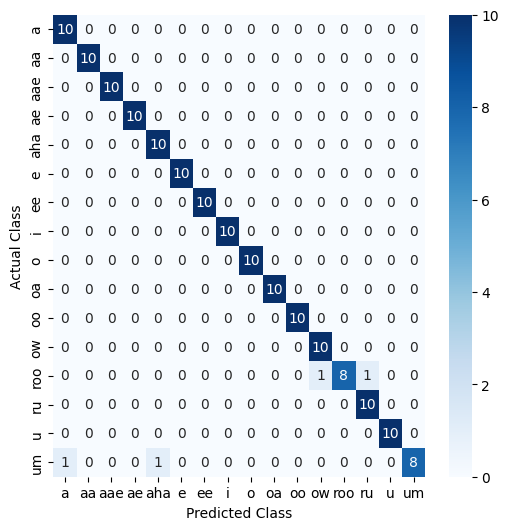 a 10 0 0 0 0 0 0 0 0 0 0 0 0 0 0 0
aa 0 10 0 0 0 0 0 0 0 0 0 0 0 0 0 0
aae 0 0 10 0 0 0 0 0 0 0 0 0 0 0 0 0
ae 0 0 0 10 0 0 0 0 0 0 0 0 0 0 0 0
aha 0 0 0 0 10 0 0 0 0 0 0 0 0 0 0 0
e 0 0 0 0 0 10 0 0 0 0 0 0 0 0 0 0
ee 0 0 0 0 0 0 10 0 0 0 0 0 0 0 0 0
i 0 0 0 0 0 0 0 10 0 0 0 0 0 0 0 0
o 0 0 0 0 0 0 0 0 10 0 0 0 0 0 0 0
oa 0 0 0 0 0 0 0 0 0 10 0 0 0 0 0 0
oo 0 0 0 0 0 0 0 0 0 0 10 0 0 0 0 0
ow 0 0 0 0 0 0 0 0 0 0 0 10 0 0 0 0
roo 0 0 0 0 0 0 0 0 0 0 0 1 8 1 0 0
ru 0 0 0 0 0 0 0 0 0 0 0 0 0 10 0 0
u 0 0 0 0 0 0 0 0 0 0 0 0 0 0 10 0
um 1 0 0 0 1 0 0 0 0 0 0 0 0 0 0 8
a aa aae ae aha e ee i o oa oo ow roo ru u um
Predicted Class
Actual Class
10
8
6
4
2
0